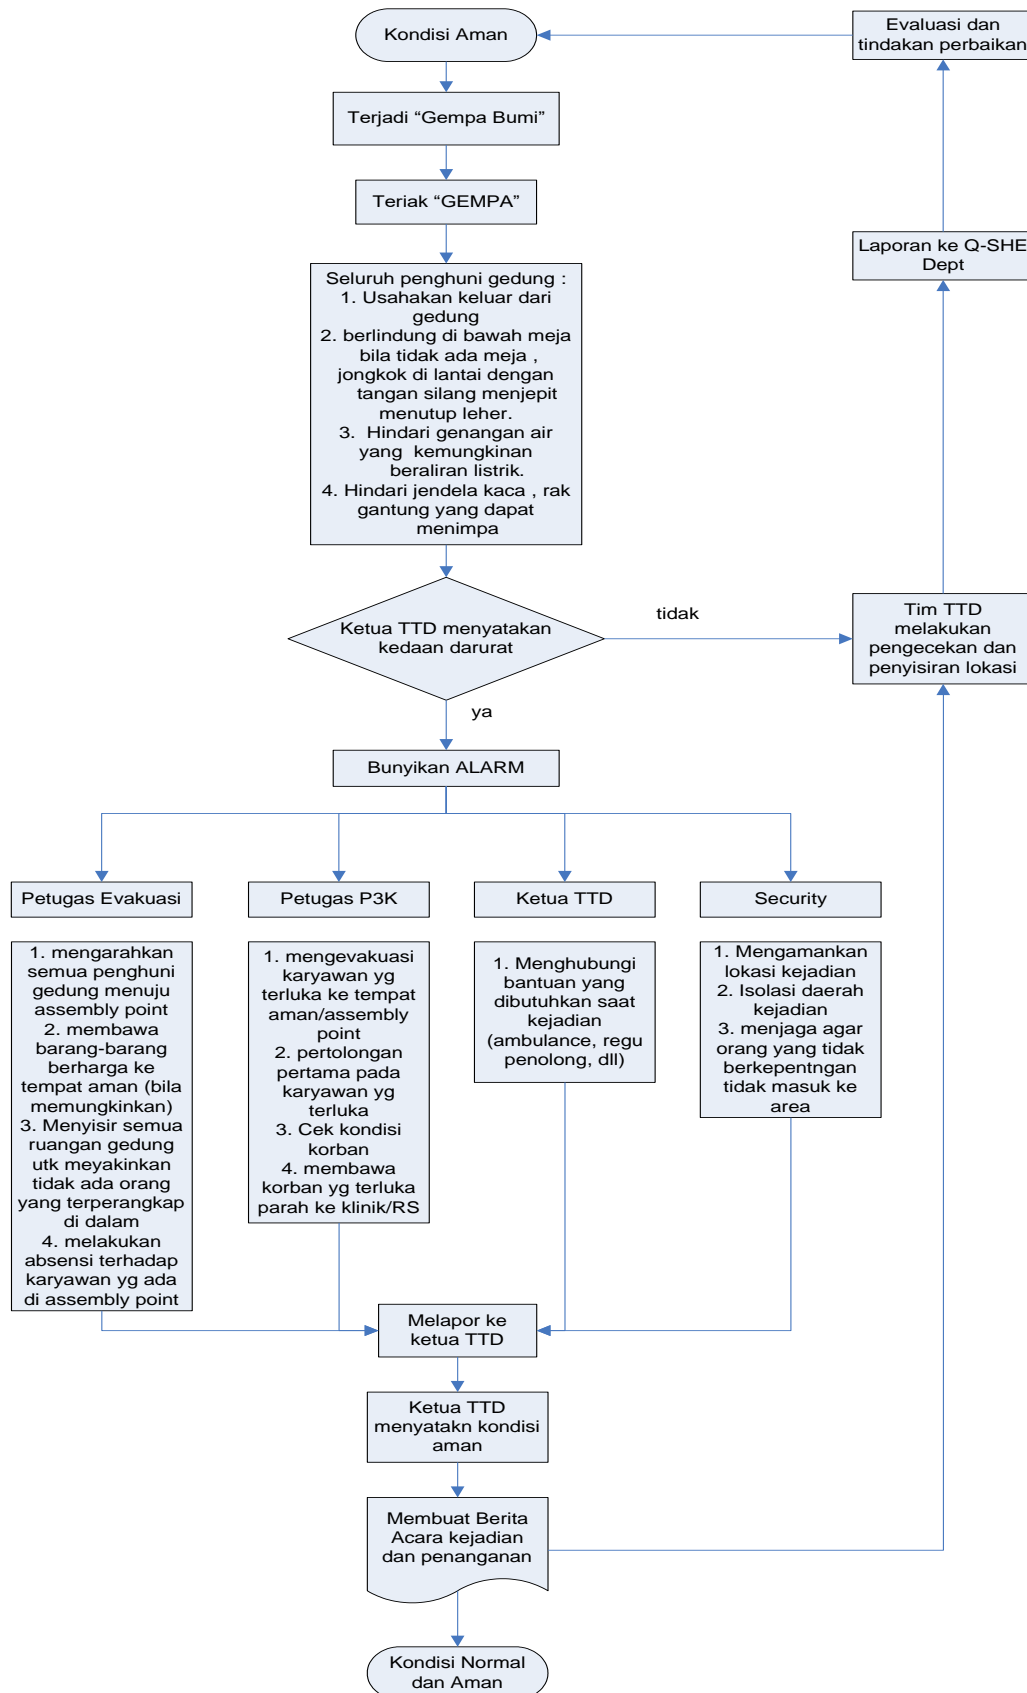 Kondisi Aman
Evaluasi dan
tindakan perbaikan
Terjadi “Gempa Bumi”
Teriak “GEMPA”
Laporan ke Q-SHE
Dept
Seluruh penghuni gedung :
1. Usahakan keluar dari
gedung
2. berlindung di bawah meja
bila tidak ada meja ,
jongkok di lantai dengan
tangan silang menjepit
menutup leher.
3. Hindari genangan air
yang kemungkinan
beraliran listrik.
4. Hindari jendela kaca , rak
gantung yang dapat
menimpa
Ketua TTD menyatakan
kedaan darurat
tidak
Tim TTD
melakukan
pengecekan dan
penyisiran lokasi
ya
Bunyikan ALARM
Petugas Evakuasi
Petugas P3K
Ketua TTD
Security
1. mengarahkan
semua penghuni
gedung menuju
assembly point
2. membawa
barang-barang
berharga ke
tempat aman (bila
memungkinkan)
3. Menyisir semua
ruangan gedung
utk meyakinkan
tidak ada orang
yang terperangkap
di dalam
4. melakukan
absensi terhadap
karyawan yg ada
di assembly point
1. mengevakuasi
karyawan yg
terluka ke tempat
aman/assembly
point
2. pertolongan
pertama pada
karyawan yg
terluka
3. Cek kondisi
korban
4. membawa
korban yg terluka
parah ke klinik/RS
1. Menghubungi
bantuan yang
dibutuhkan saat
kejadian
(ambulance, regu
penolong, dll)
1. Mengamankan
lokasi kejadian
2. Isolasi daerah
kejadian
3. menjaga agar
orang yang tidak
berkepentngan
tidak masuk ke
area
Melapor ke
ketua TTD
Ketua TTD
menyatakn kondisi
aman
Membuat Berita
Acara kejadian
dan penanganan
Kondisi Normal
dan Aman